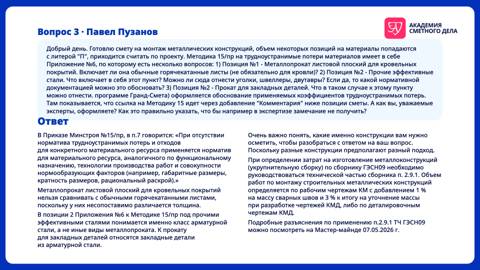 Вопрос 3 · Павел Пузанов
АКАДЕМИЯ
СМЕТНОГО ДЕЛА
Добрый день. Готовлю смету на монтаж металлических конструкций, объем некоторых позиций на материалы попадаются
с литерой "П", приходится считать по проекту. Методика 15/пр на трудноустранимые потери материалов имеет в себе
Приложение №6, по которому есть несколько вопросов: 1) Позиция №1 - Металлопрокат листовой плоский для кровельных
покрытий. Включает ли она обычные горячекатанные листы (не обязательно для кровли)? 2) Позиция №2 - Прочие эффективные
стали. Что включает в себя этот пункт? Можно ли сюда отнести уголки, швеллеры, двутавры? Если да, то какой нормативной
документацией можно это обосновать? 3) Позиция №2 - Прокат для закладных деталей. Что в таком случае к этому пункту
можно отнести. программе Гранд-Смета) оформляется обоснование применяемых коэффициентов трудноустранимых потерь.
Там показывается, что ссылка на Методику 15 идет через добавление "Комментария" ниже позиции сметы. А как вы, уважаемые
эксперты, оформляете? Как это правильно указать, что бы например в экспертизе замечание не получить?
Ответ
В Приказе Минстроя №15/пр, в п.7 говорится: «При отсутствии
норматива трудноустранимых потерь и отходов
для конкретного материального ресурса применяется норматив
для материального ресурса, аналогичного по функциональному
назначению, технологии производства работ и совокупности
нормообразующих факторов (например, габаритные размеры,
кратность размеров, рациональный раскрой).»
Металлопрокат листовой плоский для кровельных покрытий
нельзя сравнивать с обычными горячекатаными листами,
поскольку у них несопоставимо различается толщина.
В позиции 2 Приложения №6 к Методике 15/пр под прочими
эффективными сталями понимается именно класс арматурной
стали, а не иные виды металлопроката. К прокату
для закладных деталей относятся закладные детали
из арматурной стали.
Очень важно понять, какие именно конструкции вам нужно
осметить, чтобы разобраться с ответом на ваш вопрос.
Поскольку разные конструкции предполагают разный подход.
При определении затрат на изготовление металлоконструкций
(укрупнительную сборку) по сборнику ГЭСН09 необходимо
руководствоваться технической частью сборника п. 2.9.1. Объем
работ по монтажу строительных металлических конструкций
определяется по рабочим чертежам КМ с добавлением 1 %
на массу сварных швов и 3 % к итогу на уточнение массы
при разработке чертежей КМД, либо по деталировочным
чертежам КМД.
Подробные разъяснения по применению п.2.9.1 ТЧ ГЭСН09
можно посмотреть на Мастер-майнде 07.05.2026 г.